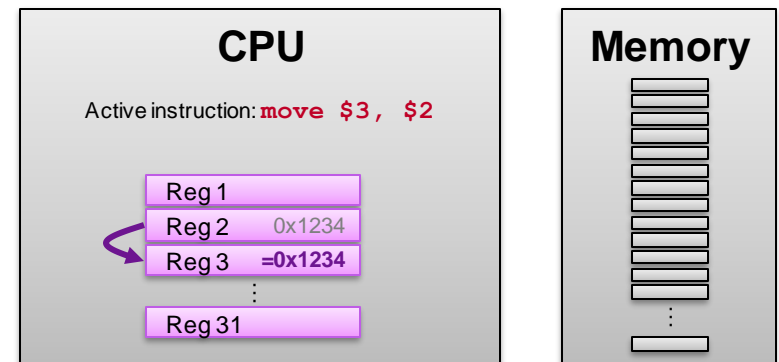 CPU
Active instruction: move $3, $2
Reg 1
Reg 2 0x1234
Reg 3 =0x1234
⋮
Reg 31
Memory
⋮